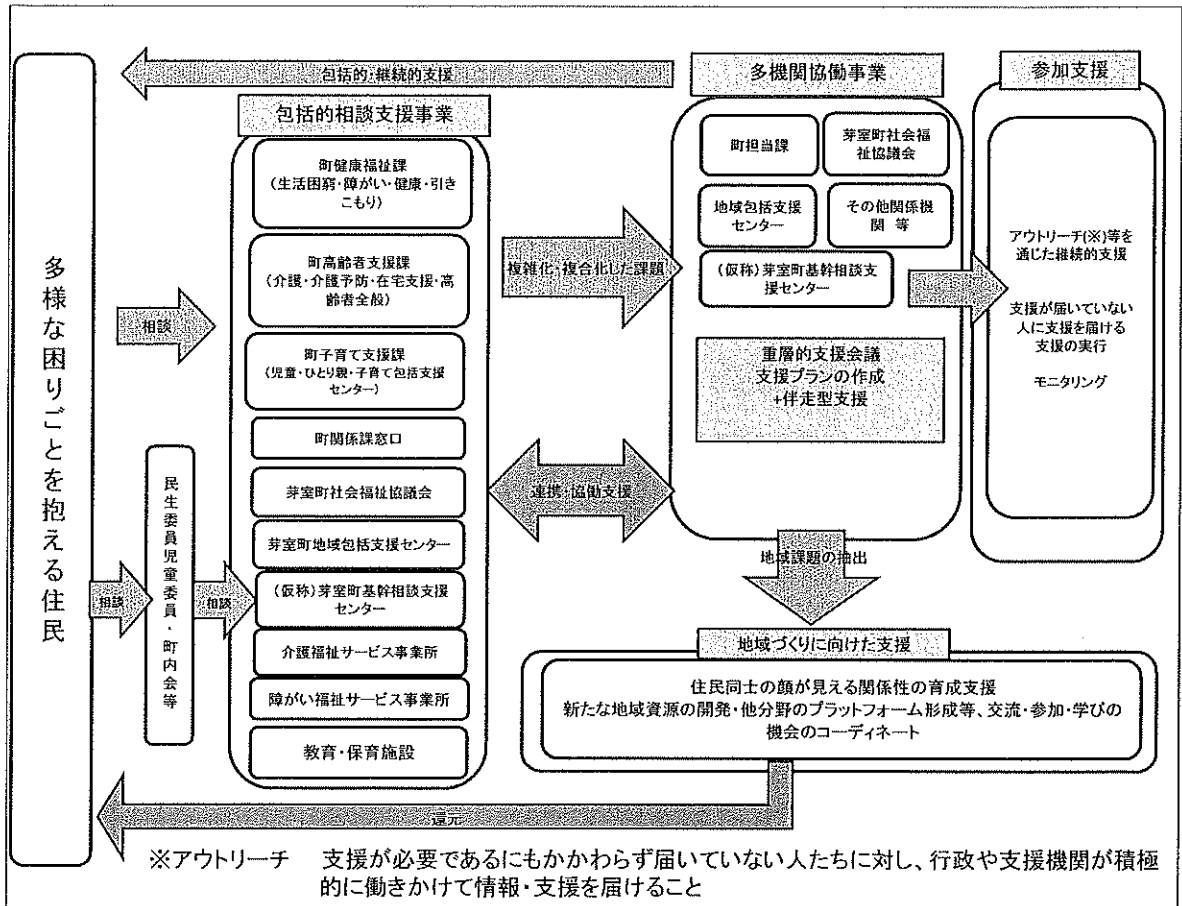 包括的・継続的支援
多機関協働事業
参加支援
包括的相談支援事業
多様な困りごとを抱える住民
相談
相談
民生委員児童委員・町内会等
相談
町健康福祉課
(生活困窮・障がい・健康・引き
こもり)
町高齢者支援課
(介護・介護予防・在宅支援・高
齢者全般)
町子育て支援課
(児童・ひとり親・子育て包括支援
センター)
町関係課窓口
芽室町社会福祉協議会
芽室町地域包括支援センター
(仮称)芽室町基幹相談支援
センター
介護福祉サービス事業所
障がい福祉サービス事業所
教育・保育施設
複雑化・複合化した課題
連携・協働支援
町担当課
芽室町社会福
祉協議会
地域包括支援
センター
その他関係機
関 等
(仮称)芽室町基幹相談支
援センター
重層的支援会議
支援プランの作成
+伴走型支援
アウトリーチ(※)等を
通じた継続的支援
支援が届いていない
人に支援を届ける
支援の実行
モニタリング
地域課題の抽出
地域づくりに向けた支援
住民同士の顔が見える関係性の育成支援
新たな地域資源の開発・他分野のプラットフォーム形成等、交流・参加・学びの
機会のコーディネート
還元
※アウトリーチ 支援が必要であるにもかかわらず届いていない人たちに対し、行政や支援機関が積極
的に働きかけて情報・支援を届けること